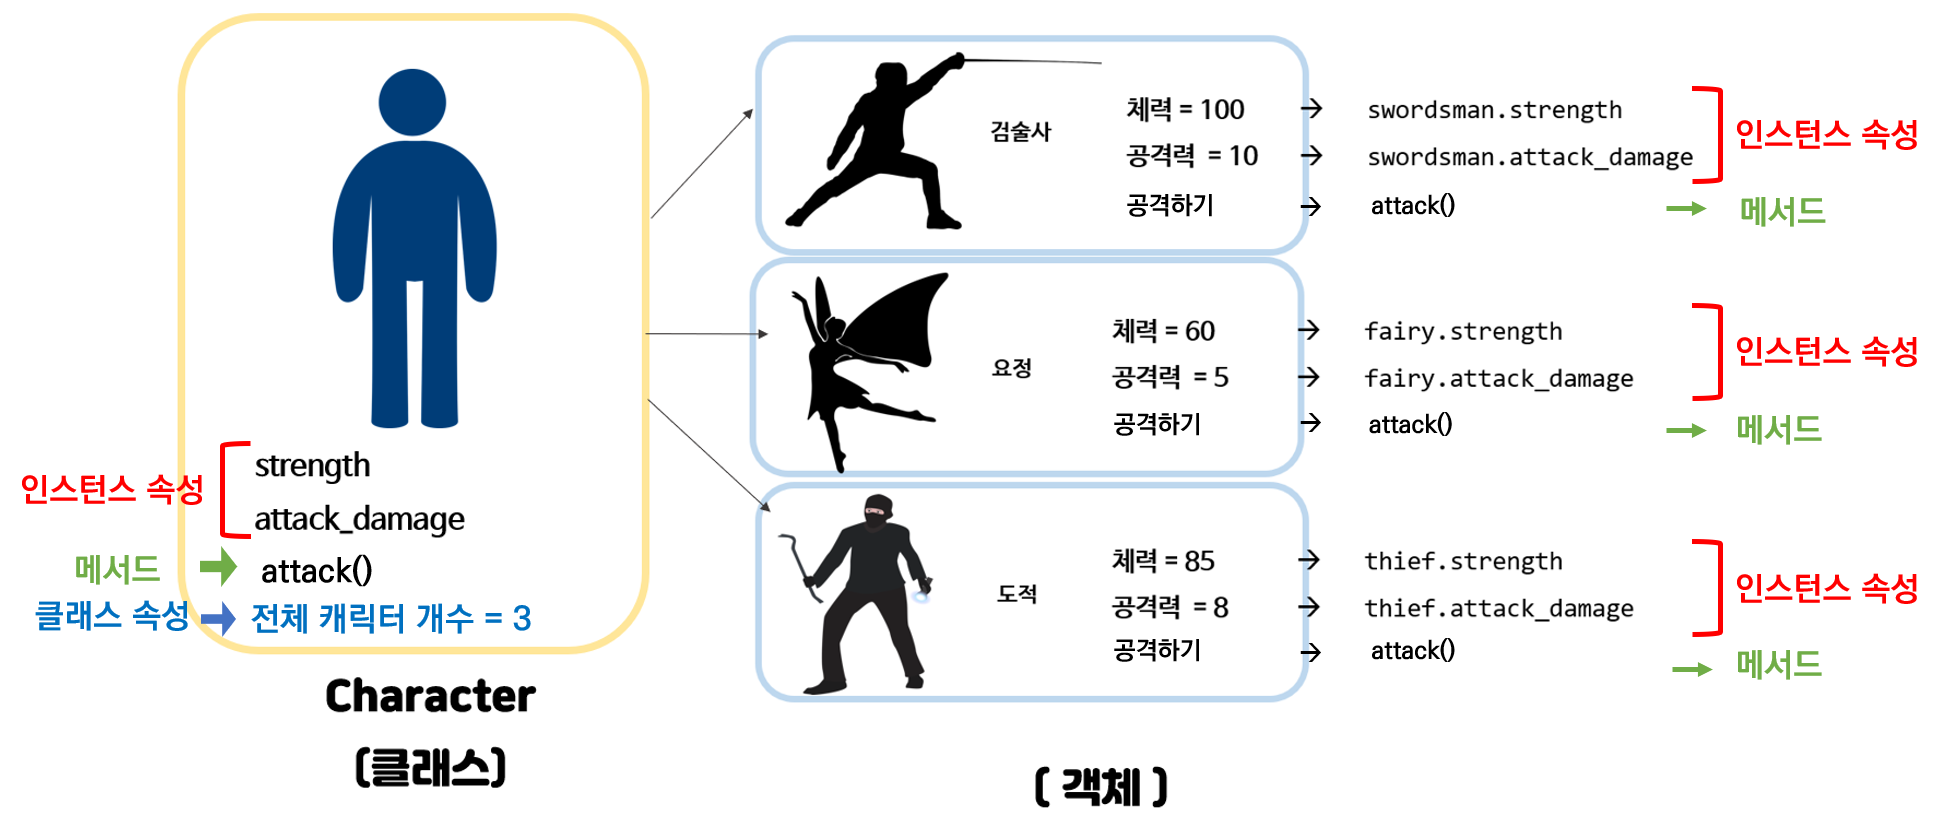 인스턴스 속성
strength
attack_damage
메서드
attack()
클래스 속성
전체 캐릭터 개수 = 3
Character
(클래스)
검술사
체력 = 100
swordsman.strength
공격력 = 10
swordsman.attack_damage
인스턴스 속성
공격하기
attack()
메서드
요정
체력 = 60
fairy.strength
공격력 = 5
fairy.attack_damage
인스턴스 속성
공격하기
attack()
메서드
도적
체력 = 85
thief.strength
공격력 = 8
thief.attack_damage
인스턴스 속성
공격하기
attack()
메서드
( 객체 )